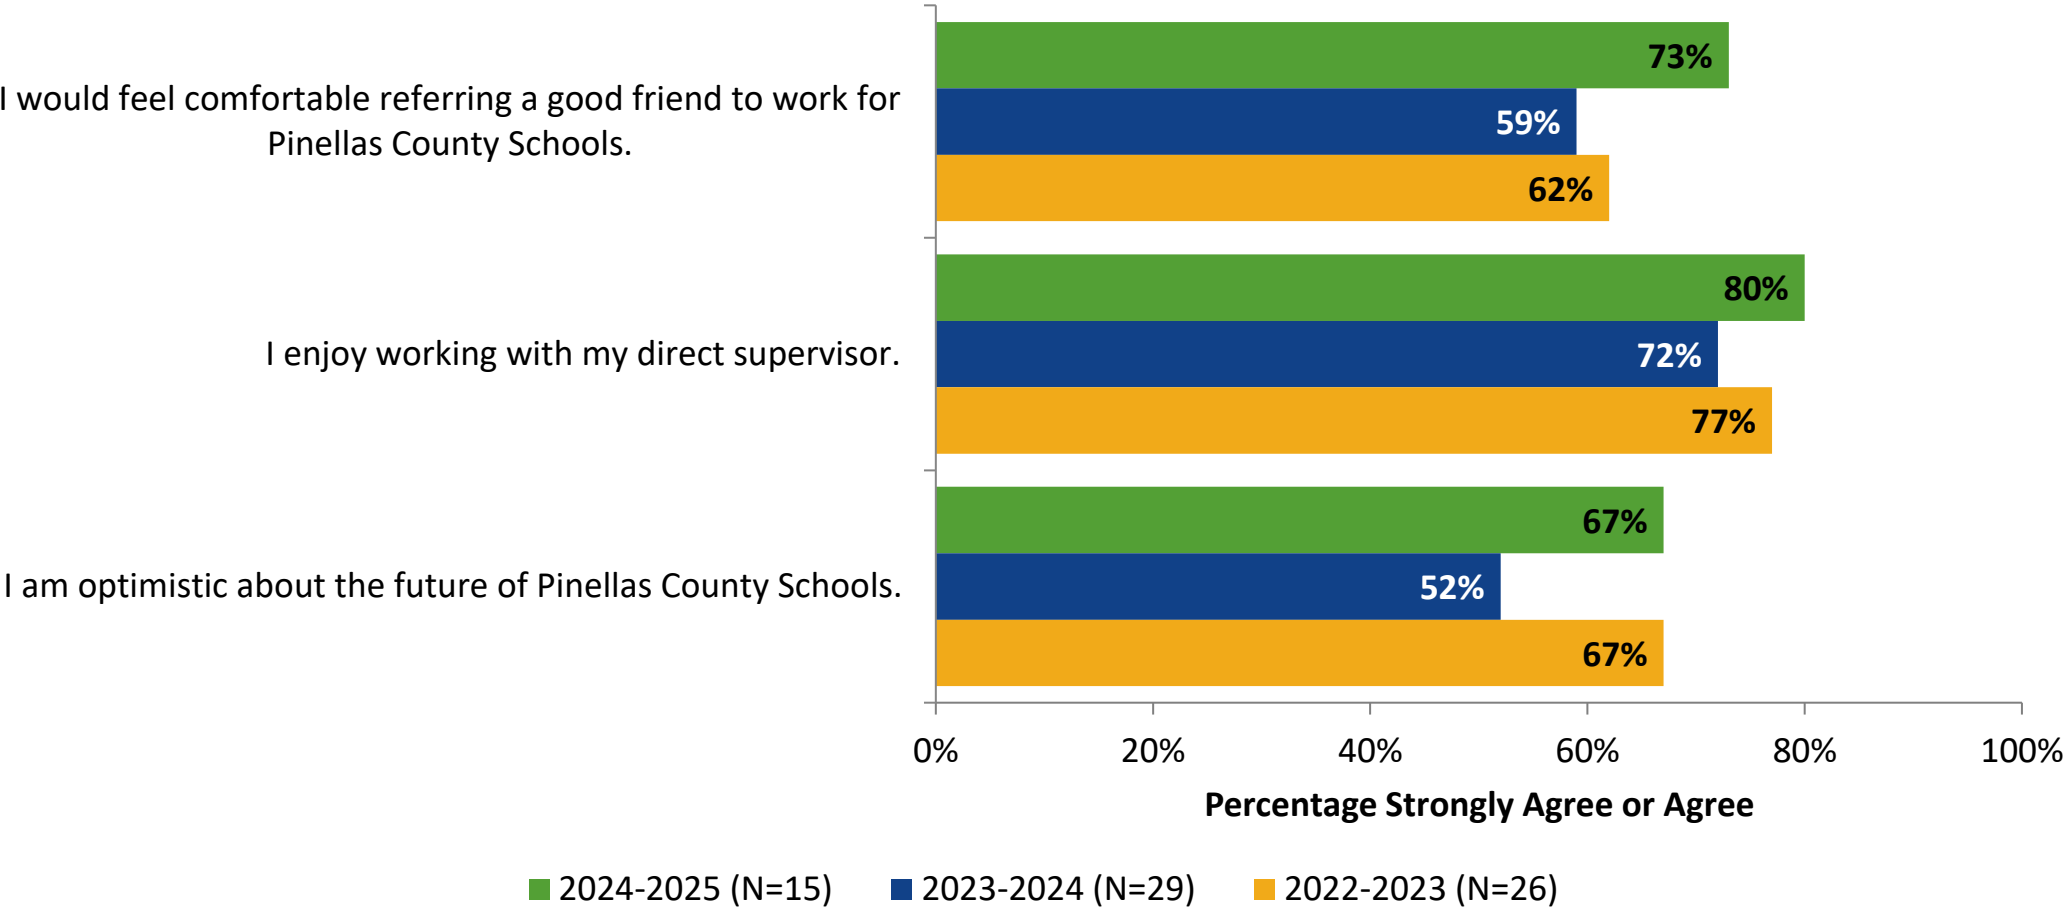 73%
I would feel comfortable referring a good friend to work for
59%
Pinellas County Schools.
62%
80%
I enjoy working with my direct supervisor.
72%
77%
67%
I am optimistic about the future of Pinellas County Schools.
52%
67%
0% 20% 40% 60% 80% 100%
Percentage Strongly Agree or Agree
2024-2025 (N=15) 2023-2024 (N=29) 2022-2023 (N=26)